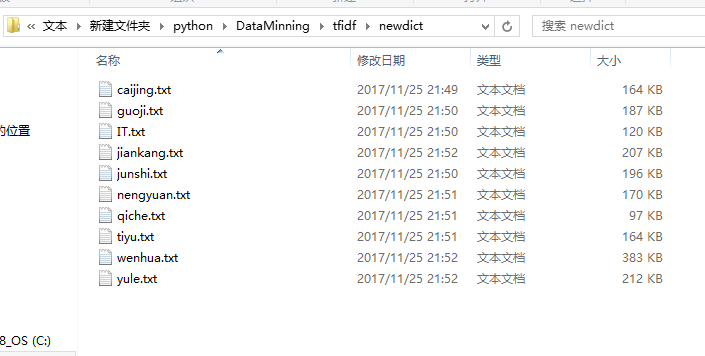 « 文本 › 新建文件夹 › python › DataMinning › tfidf › newdict
搜索 newdict
名称 修改日期 类型 大小
caijing.txt 2017/11/25 21:49 文本文档 164 KB
guoji.txt 2017/11/25 21:50 文本文档 187 KB
IT.txt 2017/11/25 21:50 文本文档 120 KB
的位置
jiankang.txt 2017/11/25 21:52 文本文档 207 KB
junshi.txt 2017/11/25 21:50 文本文档 196 KB
nengyuan.txt 2017/11/25 21:51 文本文档 170 KB
qiche.txt 2017/11/25 21:51 文本文档 97 KB
tiyu.txt 2017/11/25 21:51 文本文档 164 KB
wenhua.txt 2017/11/25 21:52 文本文档 383 KB
yule.txt 2017/11/25 21:52 文本文档 212 KB
8_OS (C:)